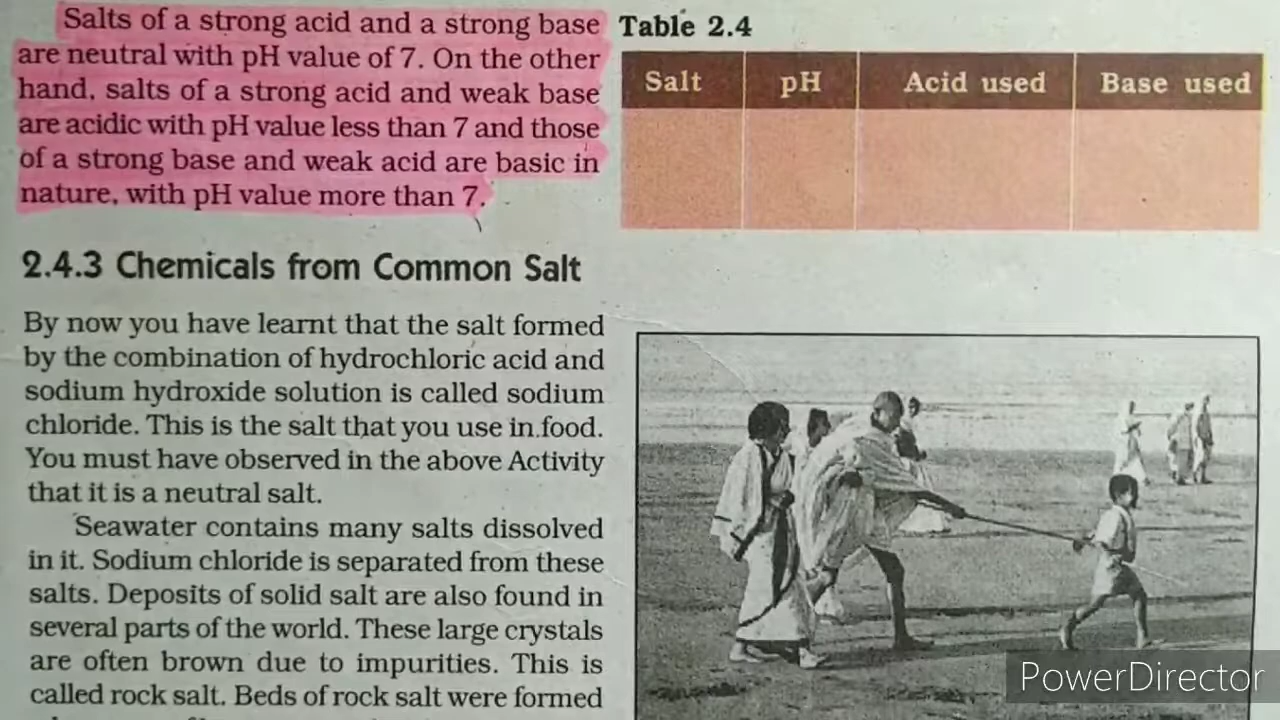 Salts of a strong acid and a strong base
are neutral with pH value of 7. On the other
hand, salts of a strong acid and weak base
are acidic with pH value less than 7 and those
of a strong base and weak acid are basic in
nature, with pH value more than 7.
2.4.3 Chemicals from Common Salt
By now you have learnt that the salt formed
by the combination of hydrochloric acid and
sodium hydroxide solution is called sodium
chloride. This is the salt that you use in food.
You must have observed in the above Activity
that it is a neutral salt.
Seawater contains many salts dissolved
in it. Sodium chloride is separated from these
salts. Deposits of solid salt are also found in
several parts of the world. These large crystals
are often brown due to impurities. This is
called rock salt. Beds of rock salt were formed
Table 2.4
Salt pH Acid used Base used
PowerDirector